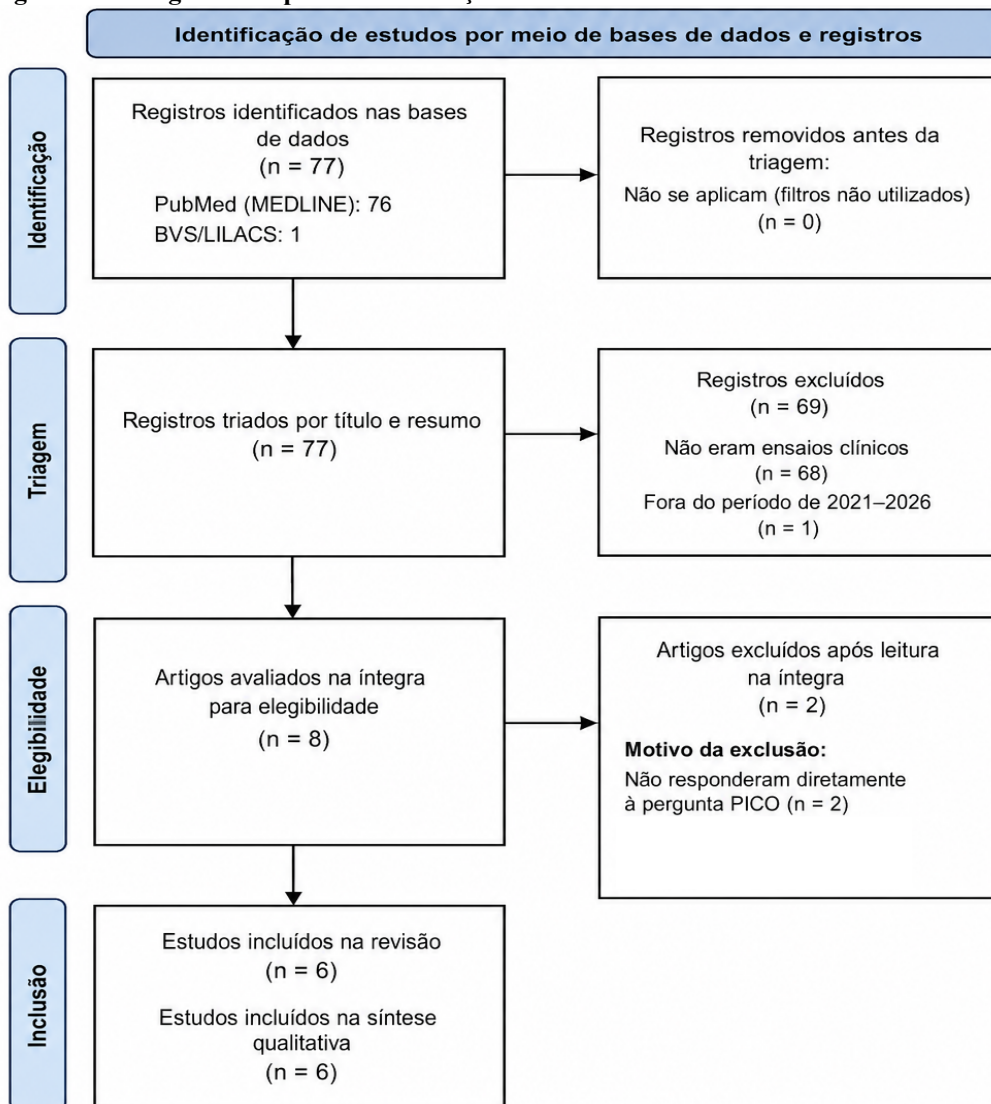 Identificação de estudos por meio de bases de dados e registros
Identificação
Registros identificados nas bases
de dados
(n = 77)
PubMed (MEDLINE): 76
BVS/LILACS: 1
Registros removidos antes da
triagem:
Não se aplicam (filtros não utilizados)
(n = 0)
Triagem
Registros triados por título e resumo
(n = 77)
Registros excluídos
(n = 69)
Não eram ensaios clínicos
(n = 68)
Fora do período de 2021–2026
(n = 1)
Elegibilidade
Artigos avaliados na íntegra
para elegibilidade
(n = 8)
Artigos excluídos após leitura
na íntegra
(n = 2)
Motivo da exclusão:
Não responderam diretamente
à pergunta PICO (n = 2)
Inclusão
Estudos incluídos na revisão
(n = 6)
Estudos incluídos na síntese
qualitativa
(n = 6)